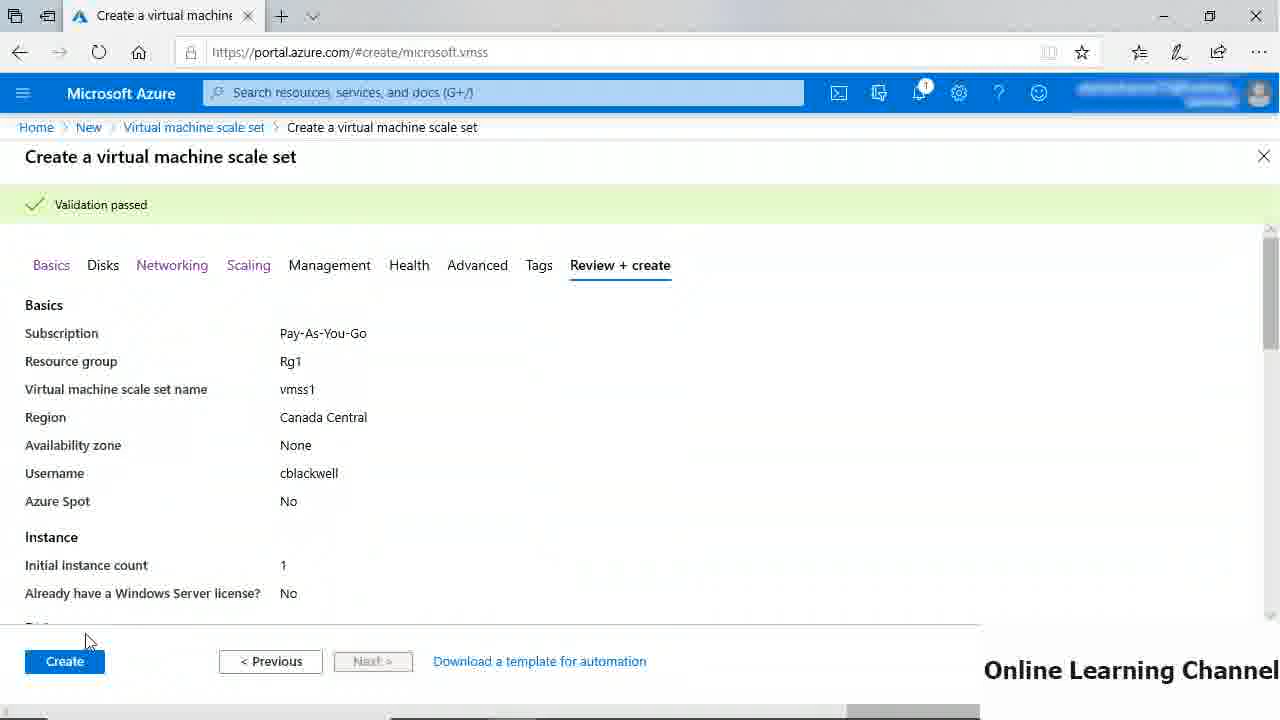 Create a virtual machine
https://portal.azure.com/#create/microsoft.vmss
Microsoft Azure
Search resources, services, and docs (G+/)
1
Home > New > Virtual machine scale set > Create a virtual machine scale set
Create a virtual machine scale set
Validation passed
Basics Disks Networking Scaling Management Health Advanced Tags Review + create
Basics
Subscription Pay-As-You-Go
Resource group Rg1
Virtual machine scale set name vmss1
Region Canada Central
Availability zone None
Username cblackwell
Azure Spot No
Instance
Initial instance count 1
Already have a Windows Server license? No
Create < Previous Next > Download a template for automation
Online Learning Channel